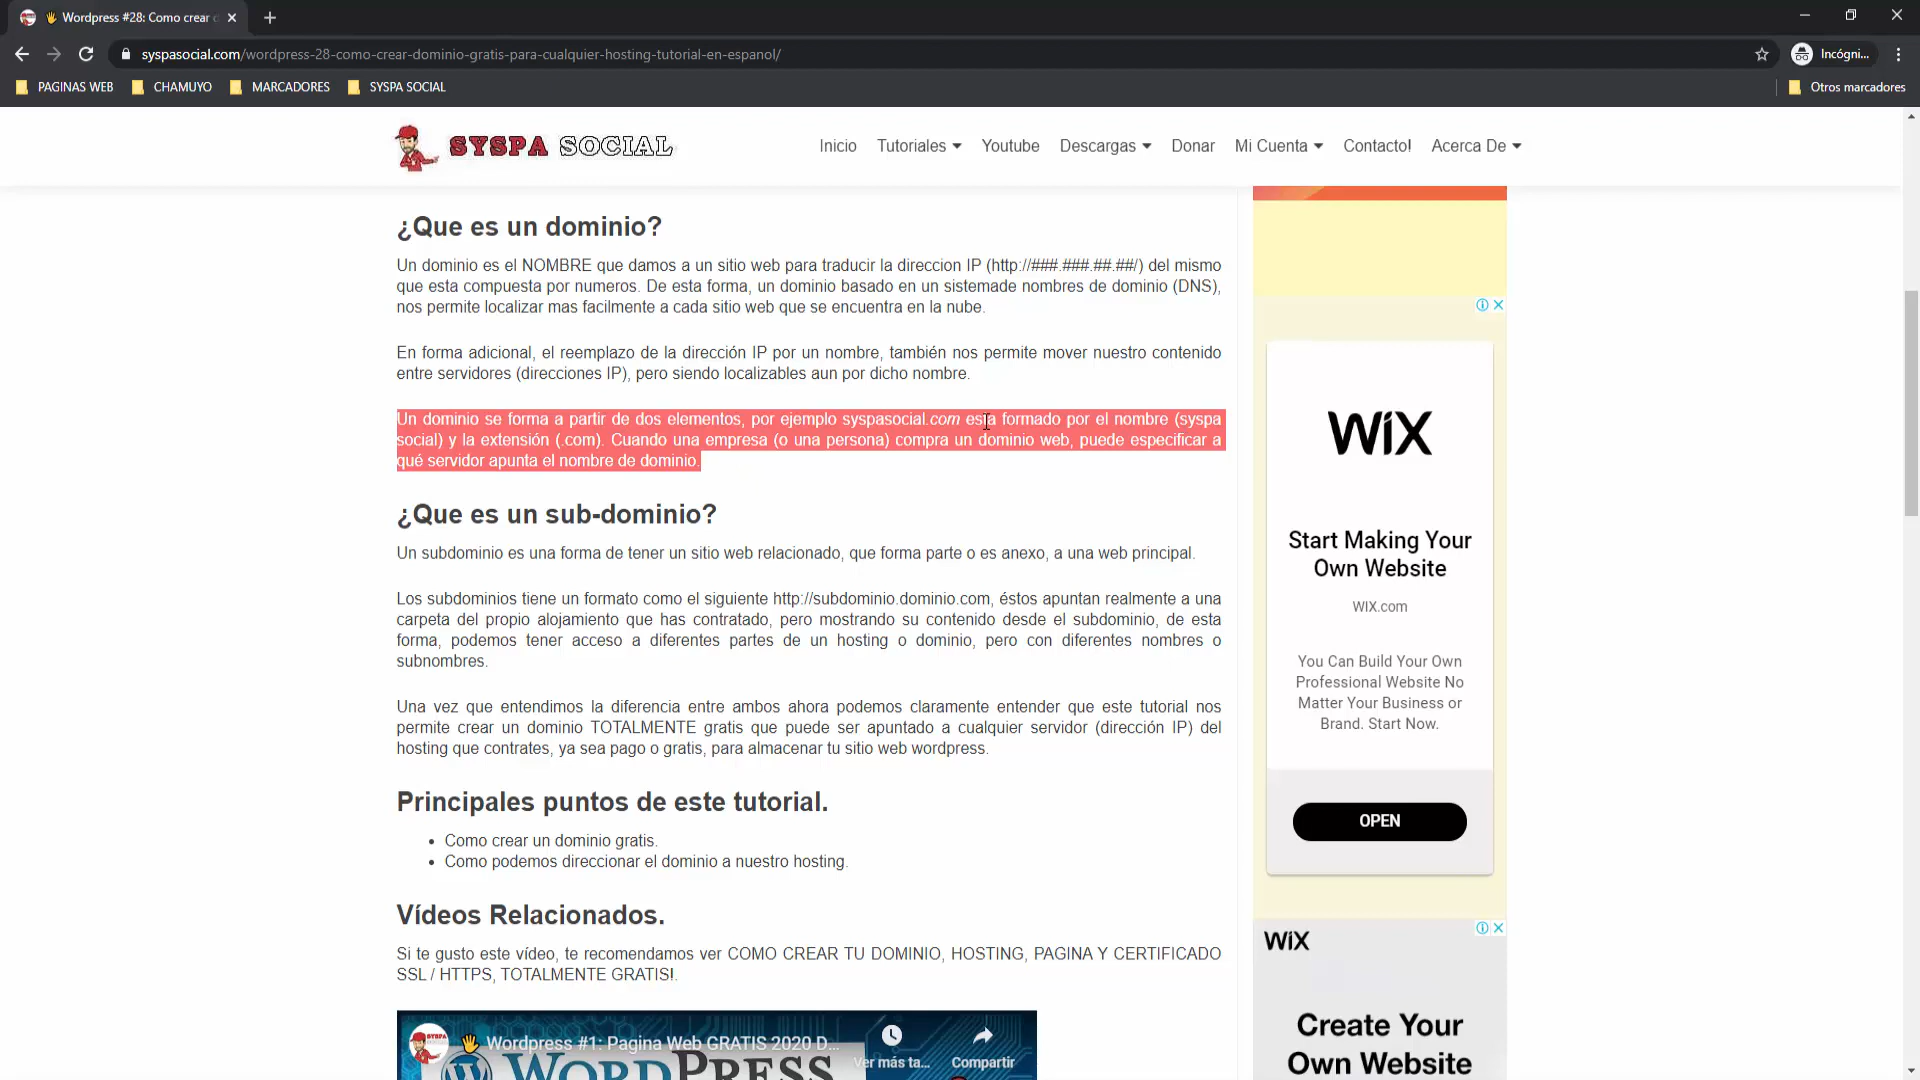 Wordpress #28: Como crear
syspasocial.com/wordpress-28-como-crear-dominio-gratis-para-cualquier-hosting-tutorial-en-espanol/
Incógni...
PAGINAS WEB
CHAMUYO
MARCADORES
SYSPA SOCIAL
Otros marcadores
SYSPA SOCIAL
Inicio
Tutoriales
Youtube
Descargas
Donar
Mi Cuenta
Contacto!
Acerca De
¿Que es un dominio?
Un dominio es el NOMBRE que damos a un sitio web para traducir la direccion IP (http://###.###.##.##/) del mismo
que esta compuesta por numeros. De esta forma, un dominio basado en un sistemade nombres de dominio (DNS),
nos permite localizar mas facilmente a cada sitio web que se encuentra en la nube.
En forma adicional, el reemplazo de la dirección IP por un nombre, también nos permite mover nuestro contenido
entre servidores (direcciones IP), pero siendo localizables aun por dicho nombre.
Un dominio se forma a partir de dos elementos, por ejemplo syspasocial.com esta formado por el nombre (syspa
social) y la extensión (.com). Cuando una empresa (o una persona) compra un dominio web, puede especificar a
qué servidor apunta el nombre de dominio.
¿Que es un sub-dominio?
Un subdominio es una forma de tener un sitio web relacionado, que forma parte o es anexo, a una web principal.
Los subdominios tiene un formato como el siguiente http://subdominio.dominio.com, éstos apuntan realmente a una
carpeta del propio alojamiento que has contratado, pero mostrando su contenido desde el subdominio, de esta
forma, podemos tener acceso a diferentes partes de un hosting o dominio, pero con diferentes nombres o
subnombres.
Una vez que entendimos la diferencia entre ambos ahora podemos claramente entender que este tutorial nos
permite crear un dominio TOTALMENTE gratis que puede ser apuntado a cualquier servidor (dirección IP) del
hosting que contrates, ya sea pago o gratis, para almacenar tu sitio web wordpress.
Principales puntos de este tutorial.
Como crear un dominio gratis.
Como podemos direccionar el dominio a nuestro hosting.
Vídeos Relacionados.
Si te gusto este vídeo, te recomendamos ver COMO CREAR TU DOMINIO, HOSTING, PAGINA Y CERTIFICADO
SSL / HTTPS, TOTALMENTE GRATIS!.
Wordpress #1: Pagina Web GRATIS 2020 D...
Ver más ta...
Compartir
WORDPRESS
WiX
Start Making Your
Own Website
WIX.com
You Can Build Your Own
Professional Website No
Matter Your Business or
Brand. Start Now.
OPEN
WiX
Create Your
Own Website